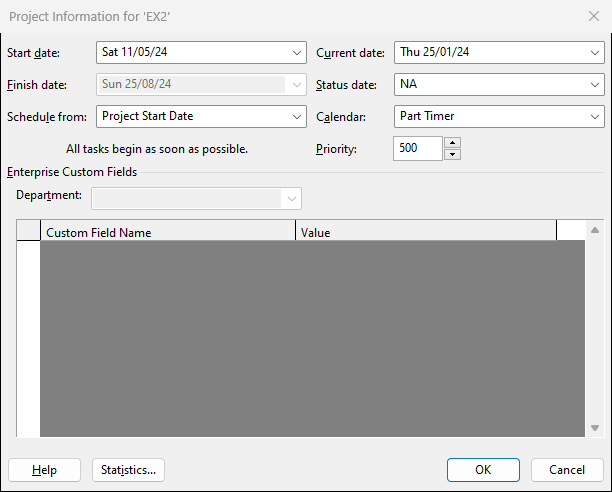 Project Information for 'EX2'
Start date: Sat 11/05/24 Current date: Thu 25/01/24
Finish date: Sun 25/08/24 Status date: NA
Schedule from: Project Start Date Calendar: Part Timer
All tasks begin as soon as possible. Priority: 500
Enterprise Custom Fields
Department:
Custom Field Name Value
Help Statistics... OK Cancel